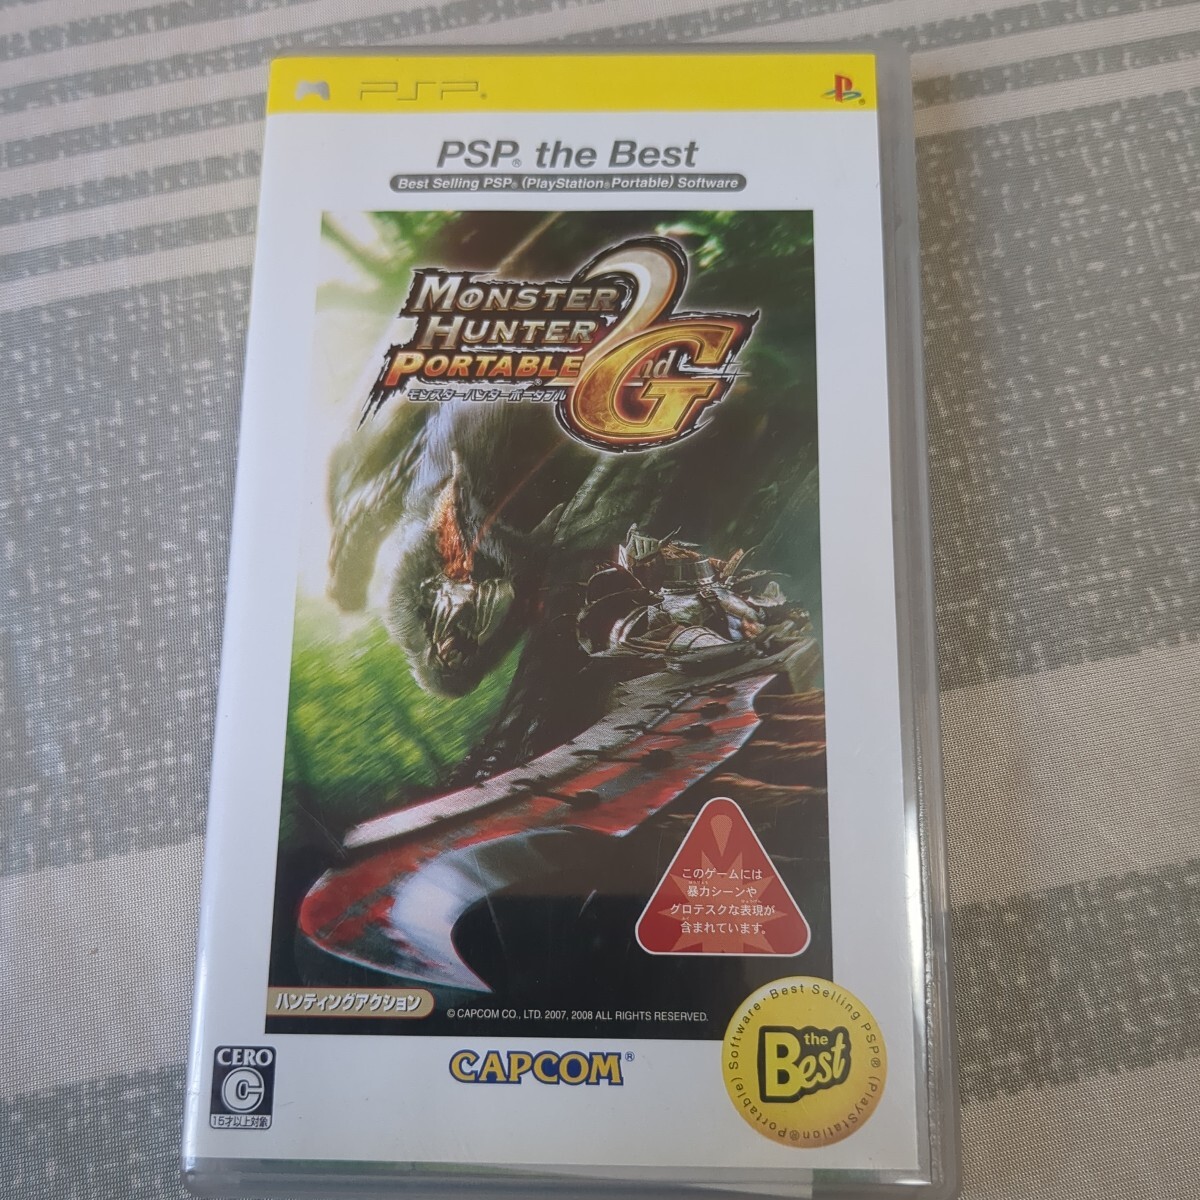 PSP®
PSP® the Best
Best Selling PSP® (PlayStation®Portable) Software
MONSTER
HUNTER
PORTABLE 2nd G
モンスターハンターポータブル
このゲームには
暴力シーンや
グロテスクな表現が
含まれています。
ハンティングアクション
© CAPCOM CO., LTD. 2007, 2008 ALL RIGHTS RESERVED.
CERO
C
15才以上対象
CAPCOM®
the
Best
Best Selling PSP® (PlayStation®Portable) Software